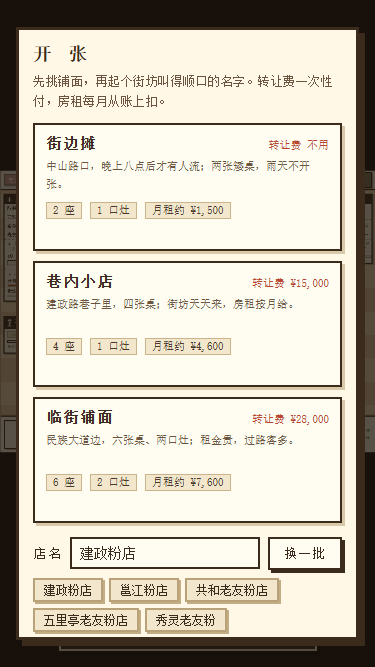 开 张
先挑铺面，再起个街坊叫得顺口的名字。转让费一次性
付，房租每月从账上扣。
街边摊 转让费 不用
中山路口，晚上八点后才有人流；两张矮桌，雨天不开
张。
2 座 1 口灶 月租约 ¥1,500
巷内小店 转让费 ¥15,000
建政路巷子里，四张桌；街坊天天来，房租按月给。
4 座 1 口灶 月租约 ¥4,600
临街铺面 转让费 ¥28,000
民族大道边，六张桌、两口灶；租金贵，过路客多。
6 座 2 口灶 月租约 ¥7,600
店名 建政粉店 换一批
建政粉店 邕江粉店 共和老友粉店
五里亭老友粉店 秀灵老友粉